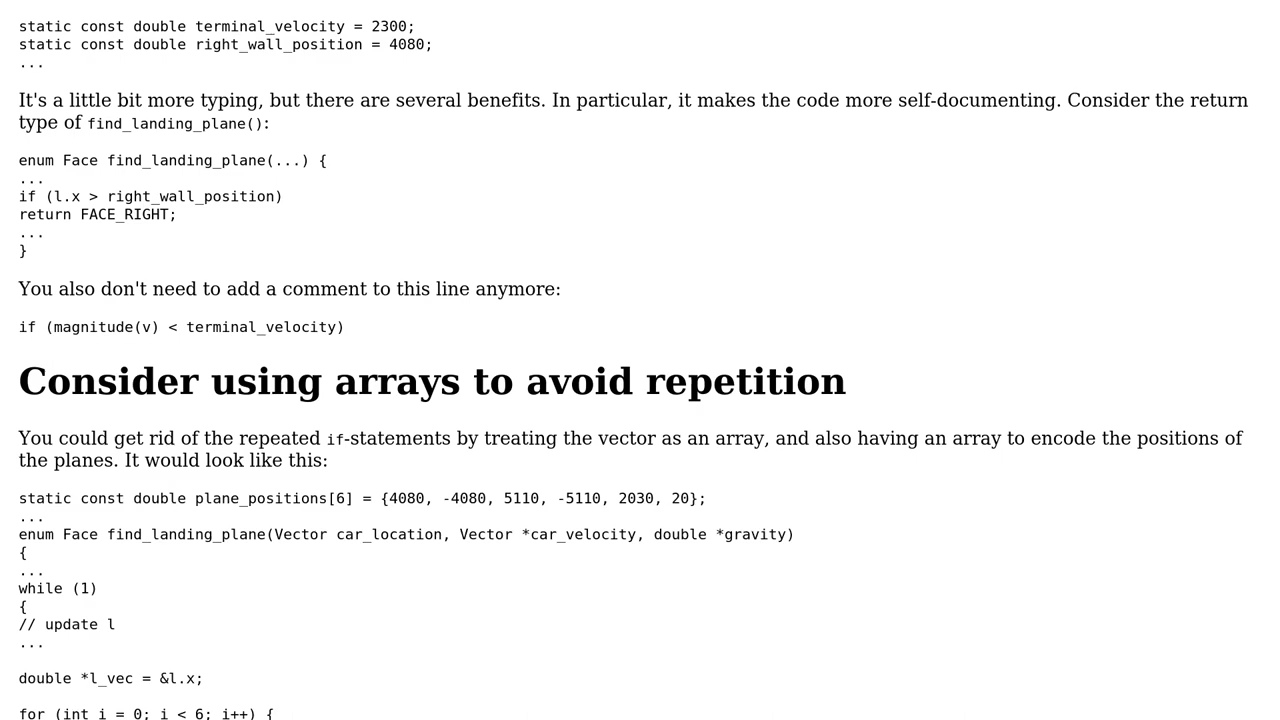 static const double terminal_velocity = 2300;
static const double right_wall_position = 4080;
...
It's a little bit more typing, but there are several benefits. In particular, it makes the code more self-documenting. Consider the return
type of find_landing_plane():
enum Face find_landing_plane(...) {
...
if (l.x > right_wall_position)
return FACE_RIGHT;
...
}
You also don't need to add a comment to this line anymore:
if (magnitude(v) < terminal_velocity)
Consider using arrays to avoid repetition
You could get rid of the repeated if-statements by treating the vector as an array, and also having an array to encode the positions of
the planes. It would look like this:
static const double plane_positions[6] = {4080, -4080, 5110, -5110, 2030, 20};
...
enum Face find_landing_plane(Vector car_location, Vector *car_velocity, double *gravity)
{
...
while (1)
{
// update l
...
double *l_vec = &l.x;
for (int i = 0; i < 6; i++) {